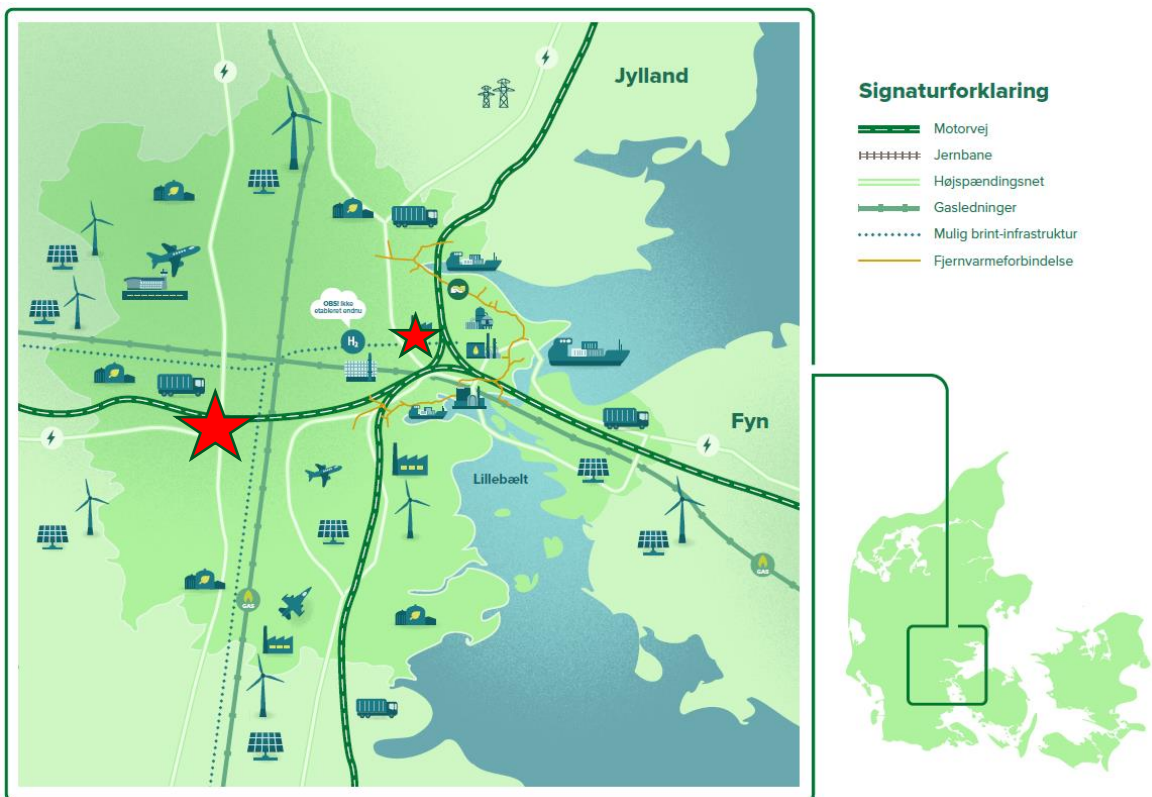 Jylland
OBS! Ikke
etableret endnu
H₂
Fyn
Lillebælt
GAS
GAS
Signaturforklaring
Motorvej
Jernbane
Højspændingsnet
Gasledninger
Mulig brint-infrastruktur
Fjernvarmeforbindelse